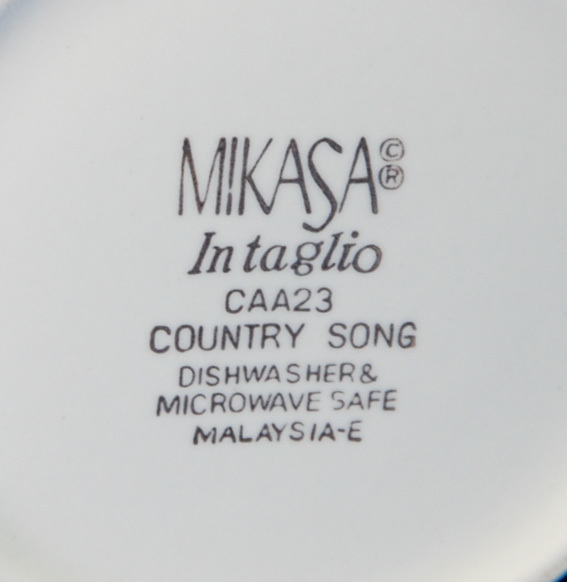 MIKASA©®
Intaglio
CAA23
COUNTRY SONG
DISHWASHER &
MICROWAVE SAFE
MALAYSIA-E